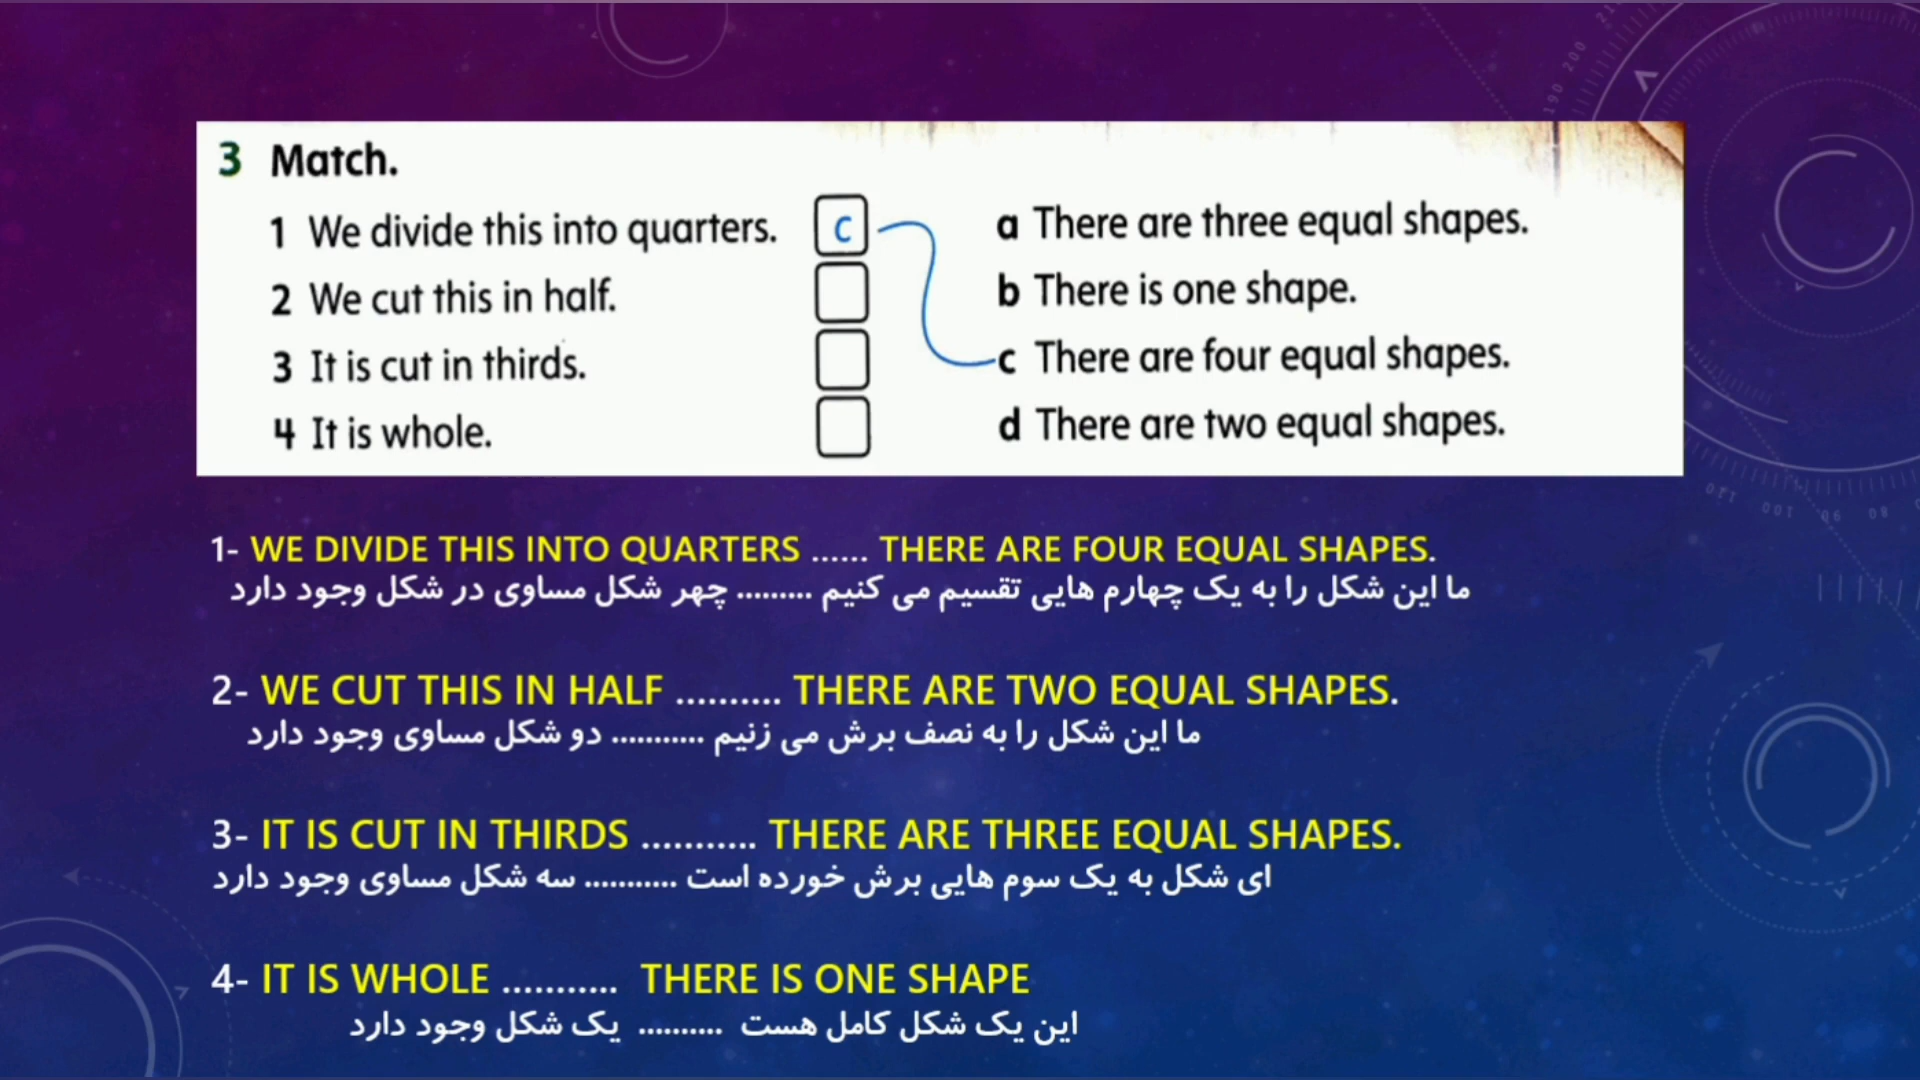 3 Match.
1 We divide this into quarters. c a There are three equal shapes.
2 We cut this in half. b There is one shape.
3 It is cut in thirds. c There are four equal shapes.
4 It is whole. d There are two equal shapes.
1- WE DIVIDE THIS INTO QUARTERS ...... THERE ARE FOUR EQUAL SHAPES.
ما این شکل را به یک چهارم هایی تقسیم می کنیم ......... چهر شکل مساوی در شکل وجود دارد
2- WE CUT THIS IN HALF .......... THERE ARE TWO EQUAL SHAPES.
ما این شکل را به نصف برش می زنیم ........... دو شکل مساوی وجود دارد
3- IT IS CUT IN THIRDS ........... THERE ARE THREE EQUAL SHAPES.
ای شکل به یک سوم هایی برش خورده است ........... سه شکل مساوی وجود دارد
4- IT IS WHOLE ........... THERE IS ONE SHAPE
این یک شکل کامل هست .......... یک شکل وجود دارد